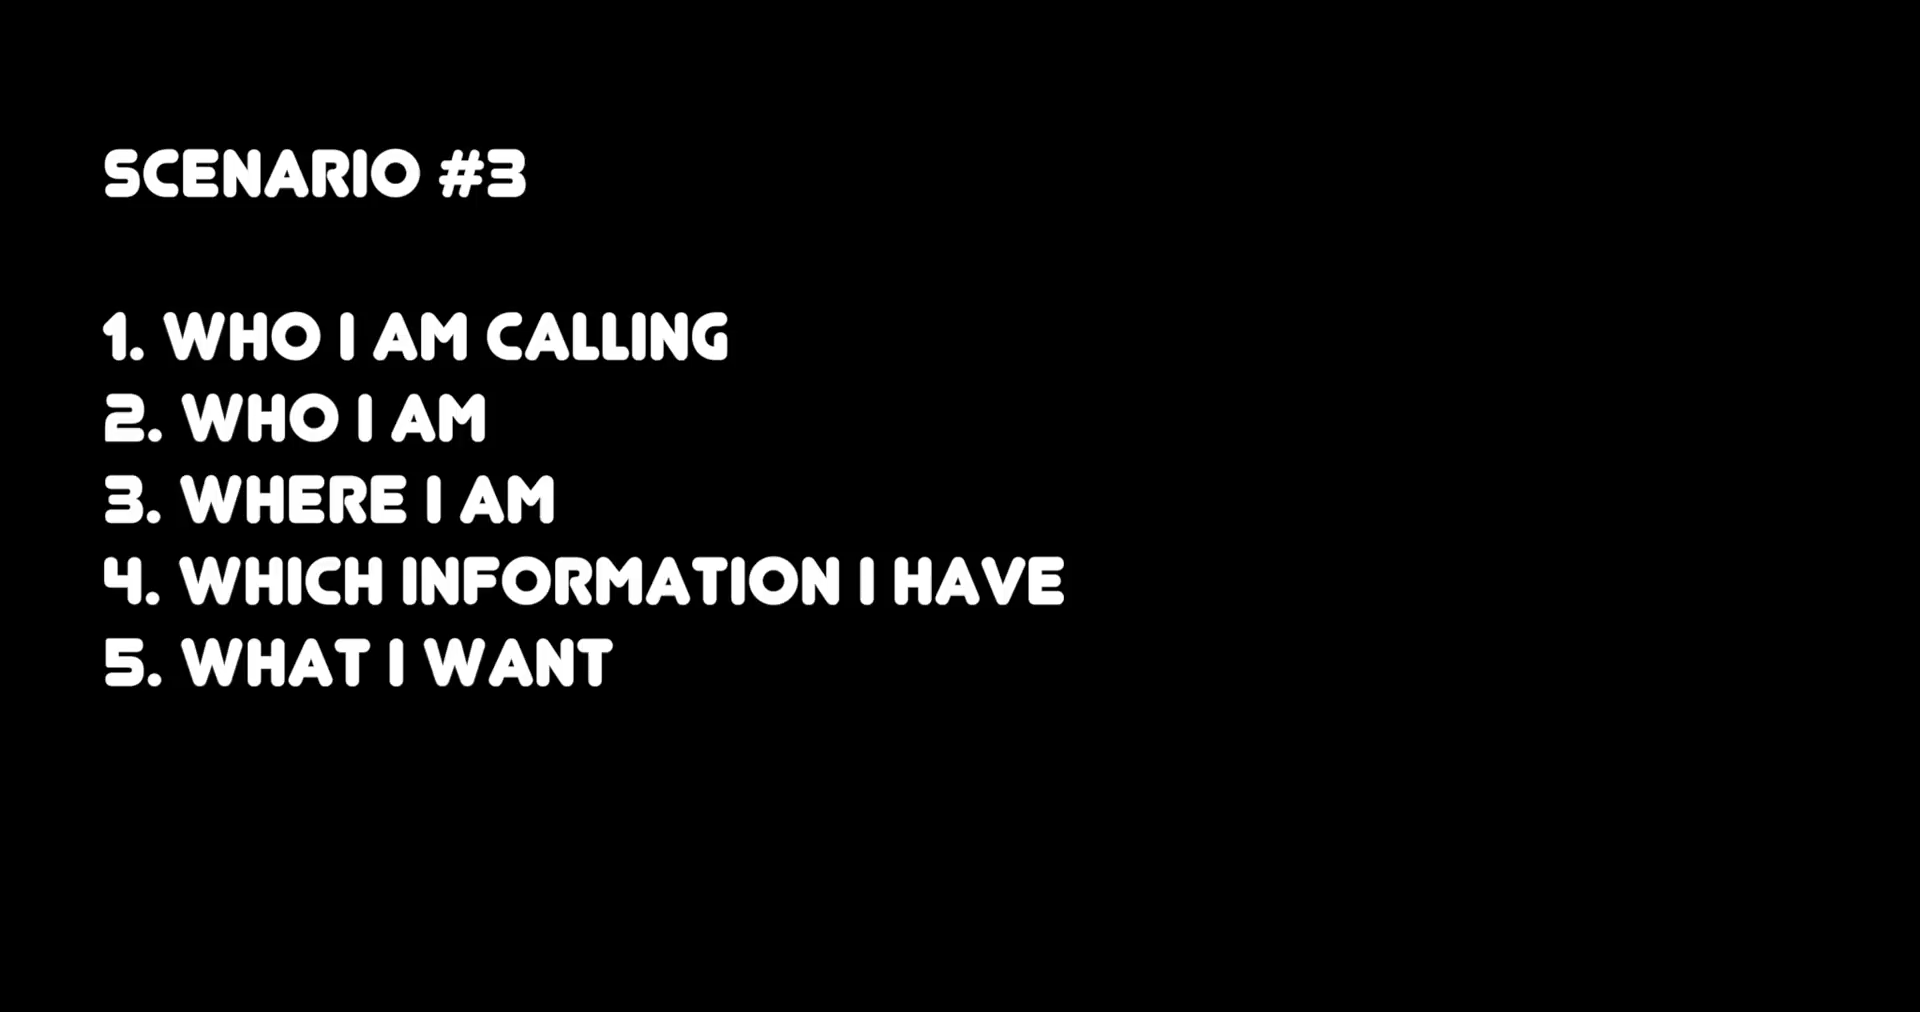 SCENARIO #3
1. WHO I AM CALLING
2. WHO I AM
3. WHERE I AM
4. WHICH INFORMATION I HAVE
5. WHAT I WANT